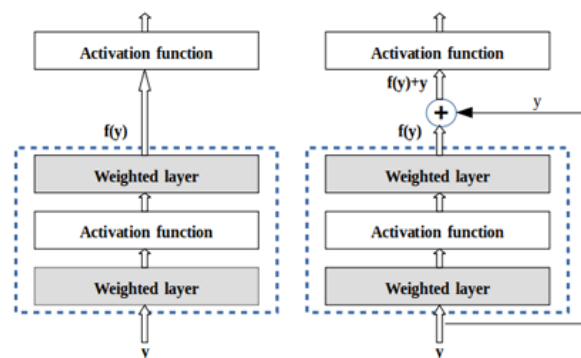 Activation function
f(y)
Weighted layer
Activation function
Weighted layer
y
Activation function
f(y)+y
+
y
f(y)
Weighted layer
Activation function
Weighted layer
y